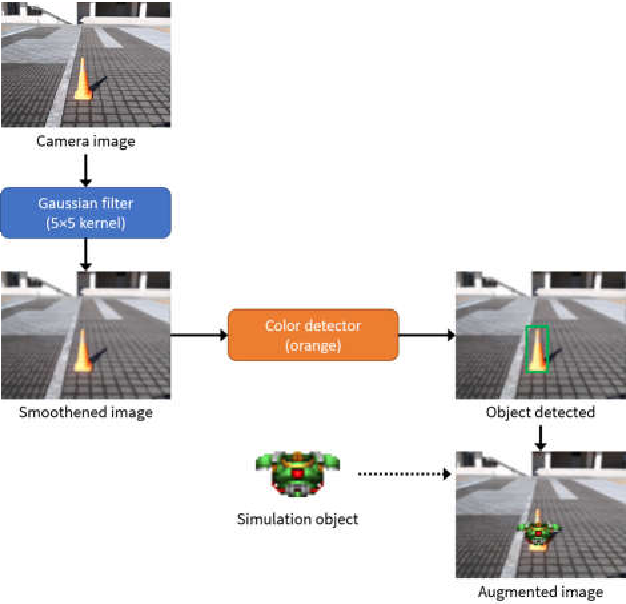 Camera image
Gaussian filter
(5×5 kernel)
Smoothened image
Color detector
(orange)
Object detected
Simulation object
Augmented image